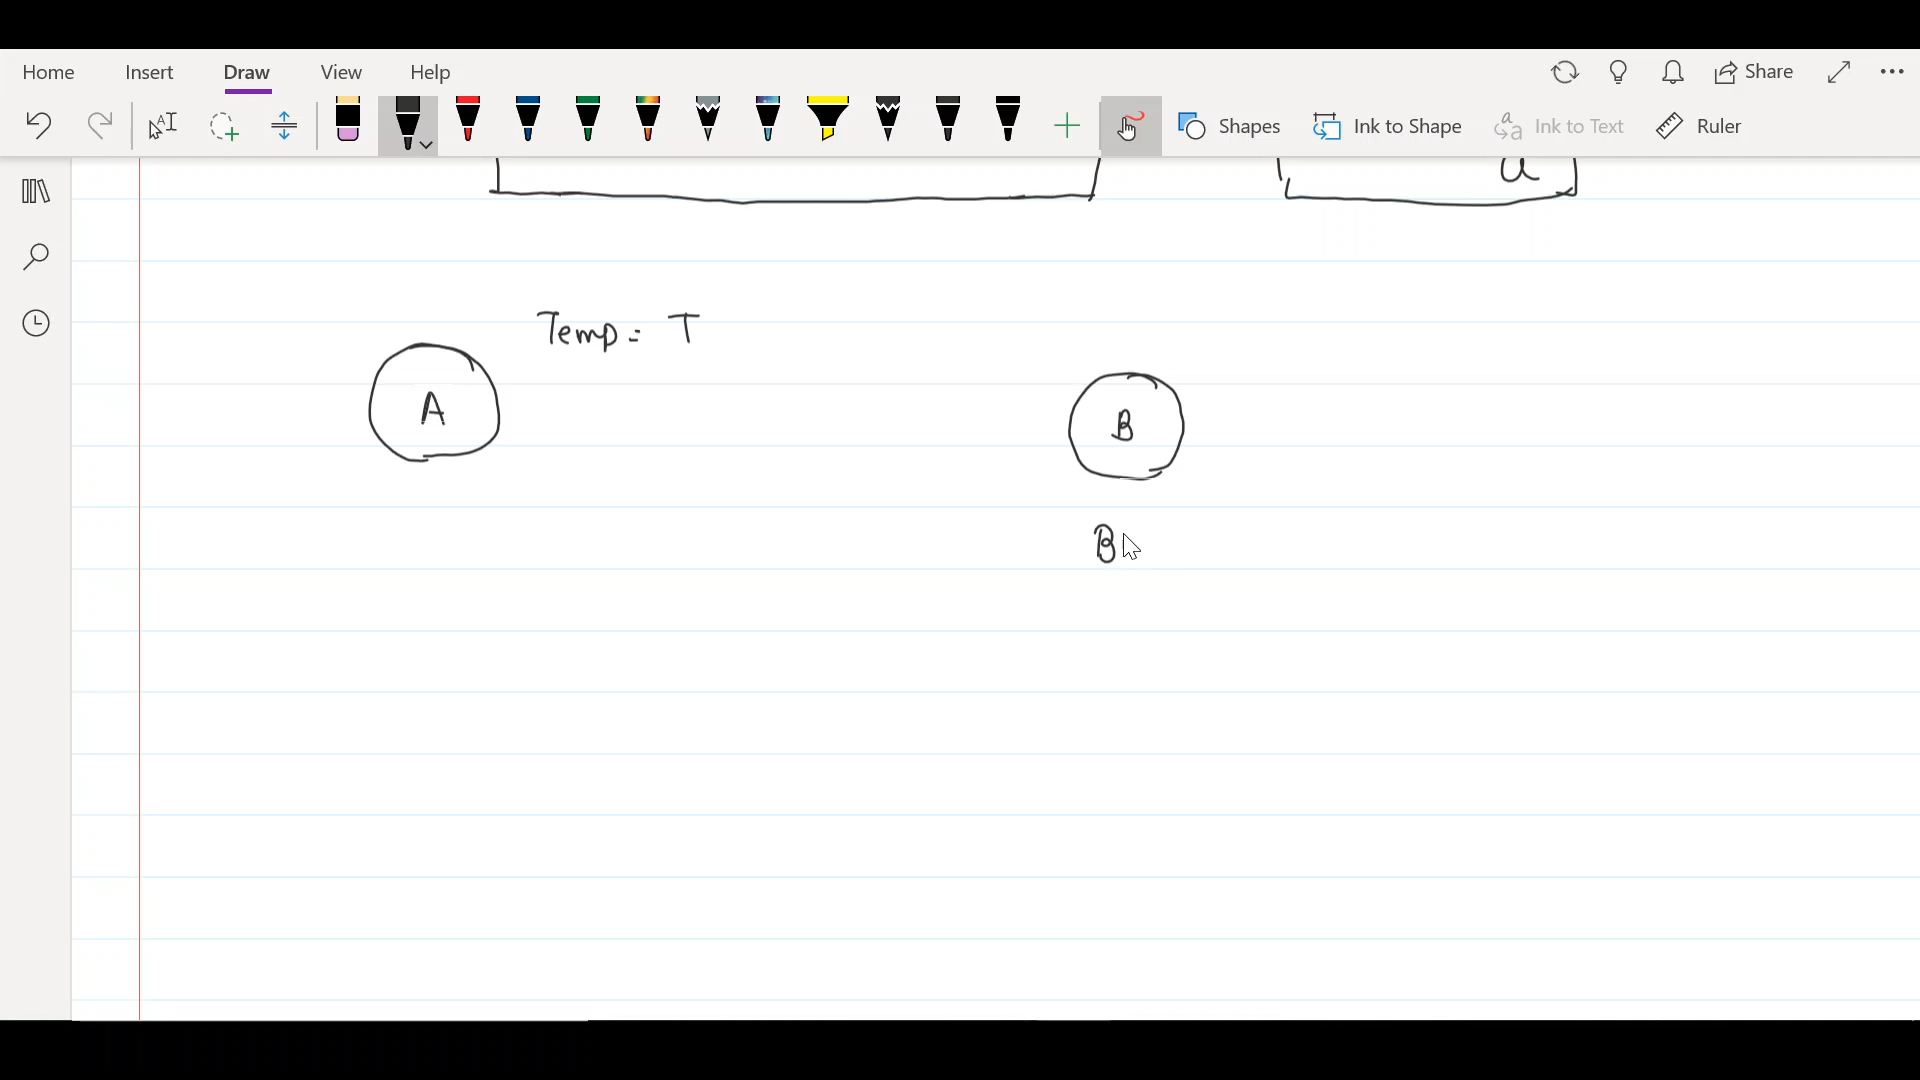 Home Insert Draw View Help Share
Shapes Ink to Shape Ink to Text Ruler
a
Temp = T
A
B
B